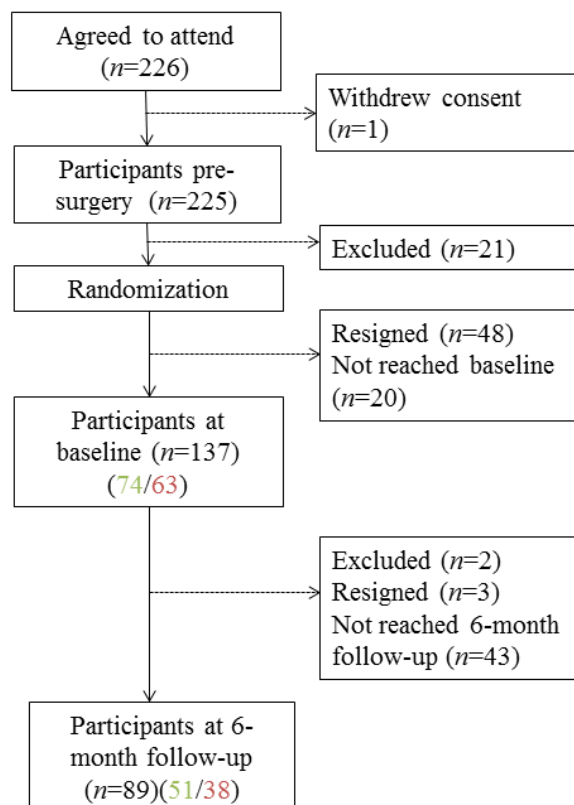 Agreed to attend
(n=226)
Withdrew consent
(n=1)
Participants pre-
surgery (n=225)
Excluded (n=21)
Randomization
Resigned (n=48)
Not reached baseline
(n=20)
Participants at
baseline (n=137)
(74/63)
Excluded (n=2)
Resigned (n=3)
Not reached 6-month
follow-up (n=43)
Participants at 6-
month follow-up
(n=89)(51/38)